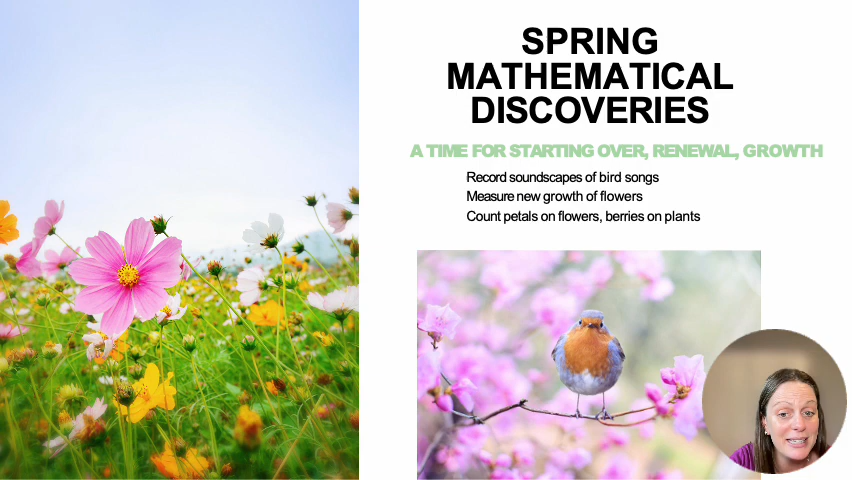 SPRING
MATHEMATICAL
DISCOVERIES
A TIME FOR STARTING OVER, RENEWAL, GROWTH
Record soundscapes of bird songs
Measure new growth of flowers
Count petals on flowers, berries on plants